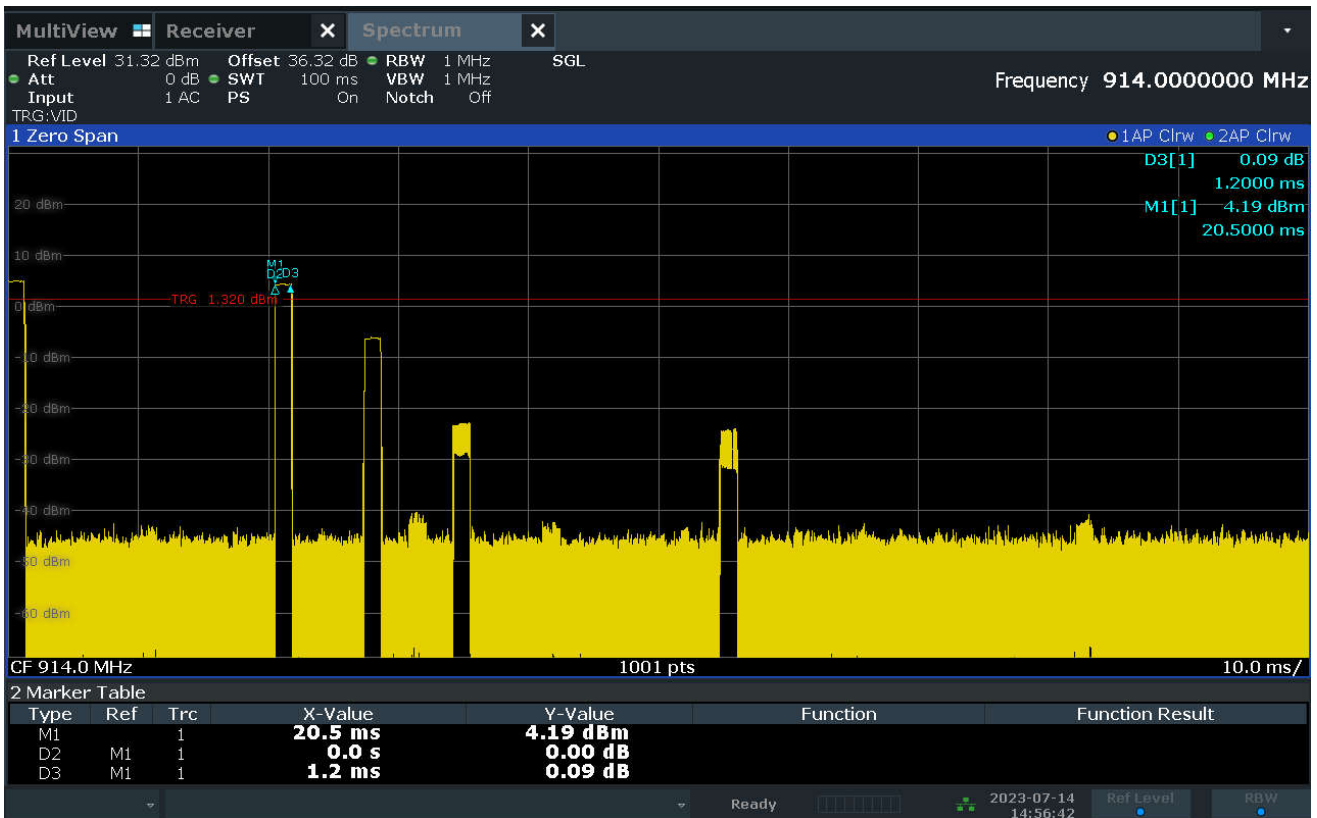 MultiView Receiver X Spectrum X
Ref Level 31.32 dBm Offset 36.32 dB RBW 1 MHz SGL
Att 0 dB SWT 100 ms VBW 1 MHz
Frequency 914.0000000 MHz
Input 1 AC PS On Notch Off
TRG:VID
1 Zero Span 1AP Clrw 2AP Clrw
D3[1] 0.09 dB
1.2000 ms
20 dBm
M1[1] 4.19 dBm
20.5000 ms
10 dBm
M1
D2D3
TRG 1.320 dBm
0 dBm
-10 dBm
-20 dBm
-30 dBm
-40 dBm
-50 dBm
-60 dBm
CF 914.0 MHz 1001 pts 10.0 ms/
2 Marker Table
Type Ref Trc X-Value Y-Value Function Function Result
M1 1 20.5 ms 4.19 dBm
D2 M1 1 0.0 s 0.00 dB
D3 M1 1 1.2 ms 0.09 dB
Ready 2023-07-14 Ref Level RBW
14:56:42